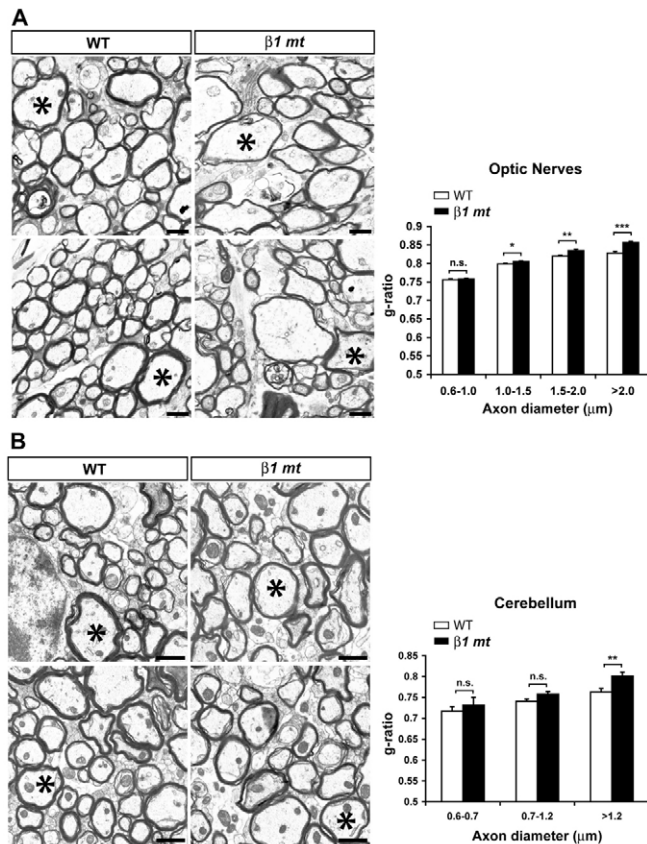 A
WT
β1 mt
*
*
*
*
Optic Nerves
WT
β1 mt
g-ratio
0.9
0.85
0.8
0.75
0.7
0.65
0.6
0.55
0.5
n.s.
*
**
***
0.6-1.0 1.0-1.5 1.5-2.0 >2.0
Axon diameter (μm)
B
WT
β1 mt
*
*
*
*
Cerebellum
WT
β1 mt
g-ratio
0.85
0.8
0.75
0.7
0.65
0.6
0.55
0.5
n.s.
n.s.
**
0.6-0.7 0.7-1.2 >1.2
Axon diameter (μm)